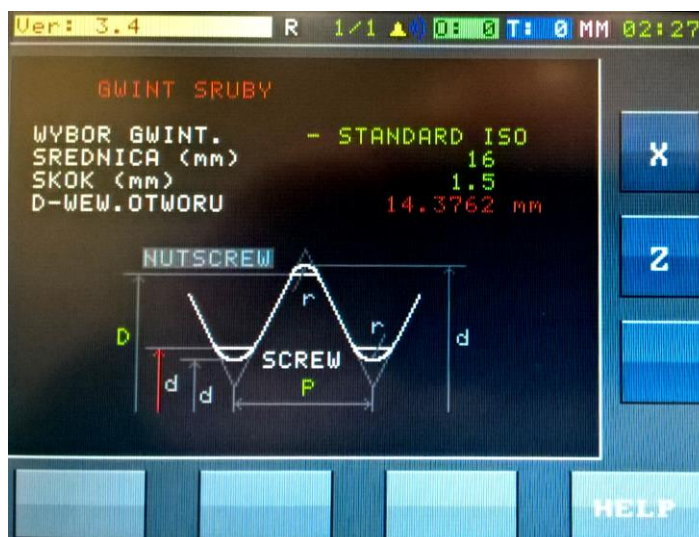 Ver: 3.4 R 1/1 O: 0 T: 0 MM 02:27
GWINT SRUBY
WYBOR GWINT. - STANDARD ISO
SREDNICA (mm) 16
SKOK (mm) 1.5
D-WEW.OTWORU 14.3762 mm
X
NUTSCREW
Z
r
D
r
d
SCREW
d
d
P
HELP